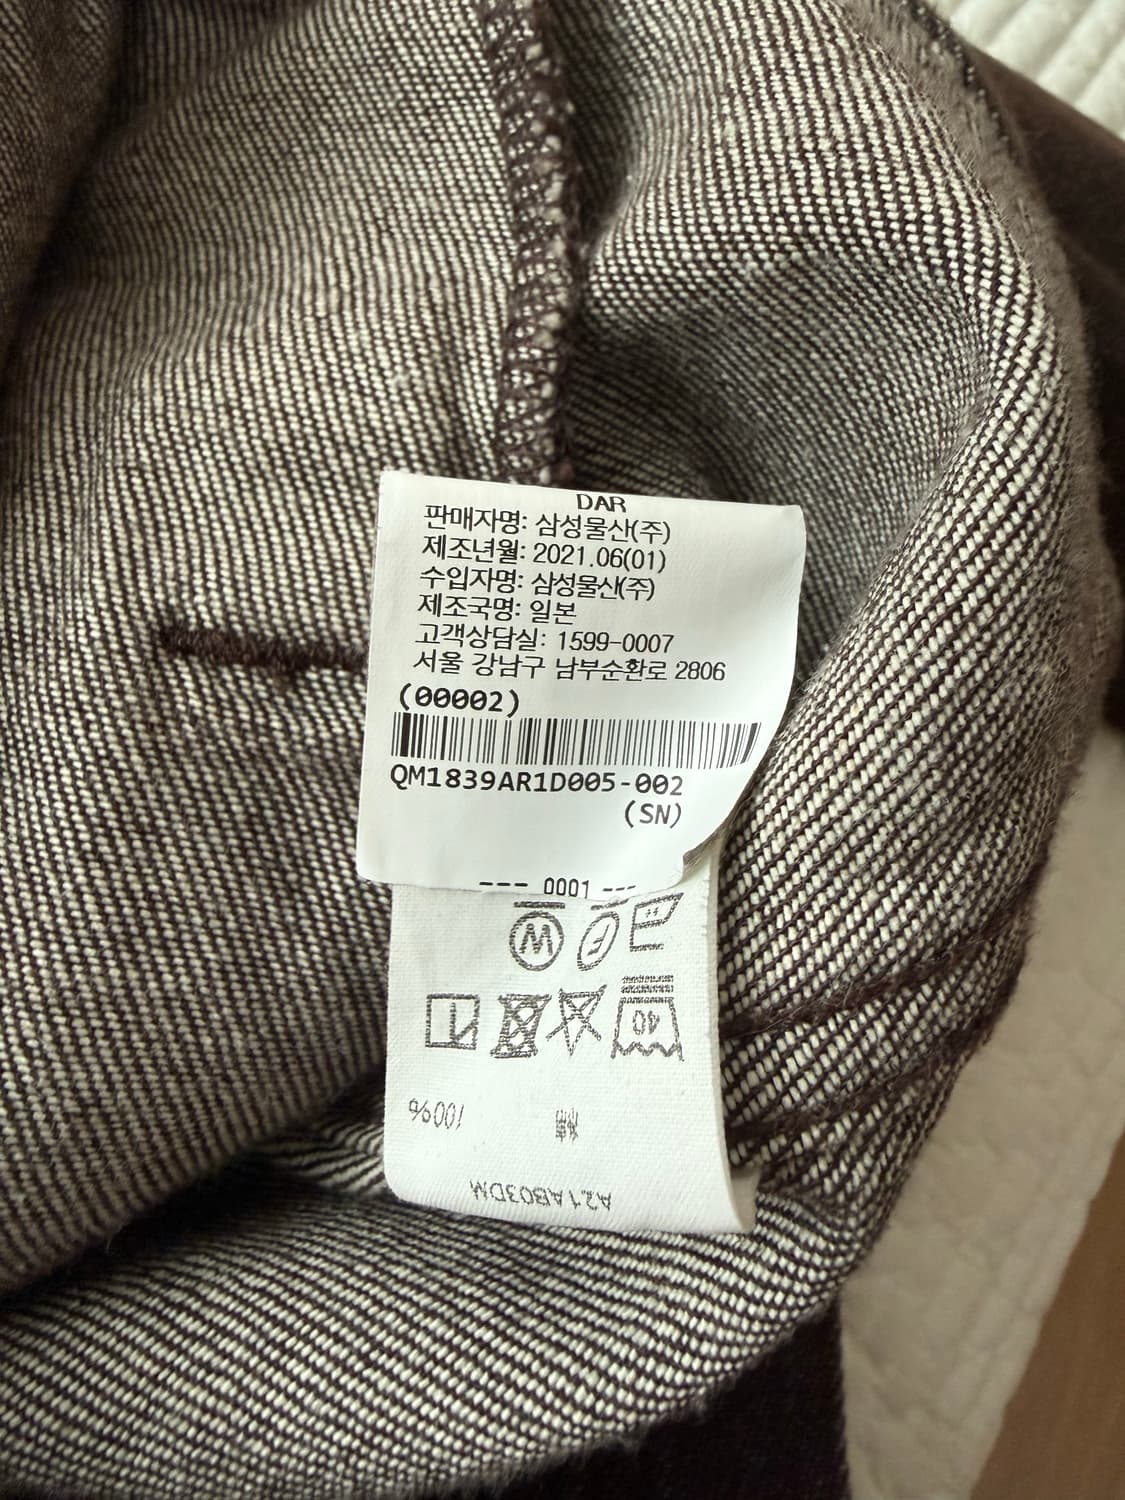 DAR
판매자명: 삼성물산(주)
제조년월: 2021.06(01)
수입자명: 삼성물산(주)
제조국명: 일본
고객상담실: 1599-0007
서울 강남구 남부순환로 2806
(00002)
QM1839AR1D005-002
(SN)
--- 0001 ---
W
F
40
綿 100%
A21AB03DM